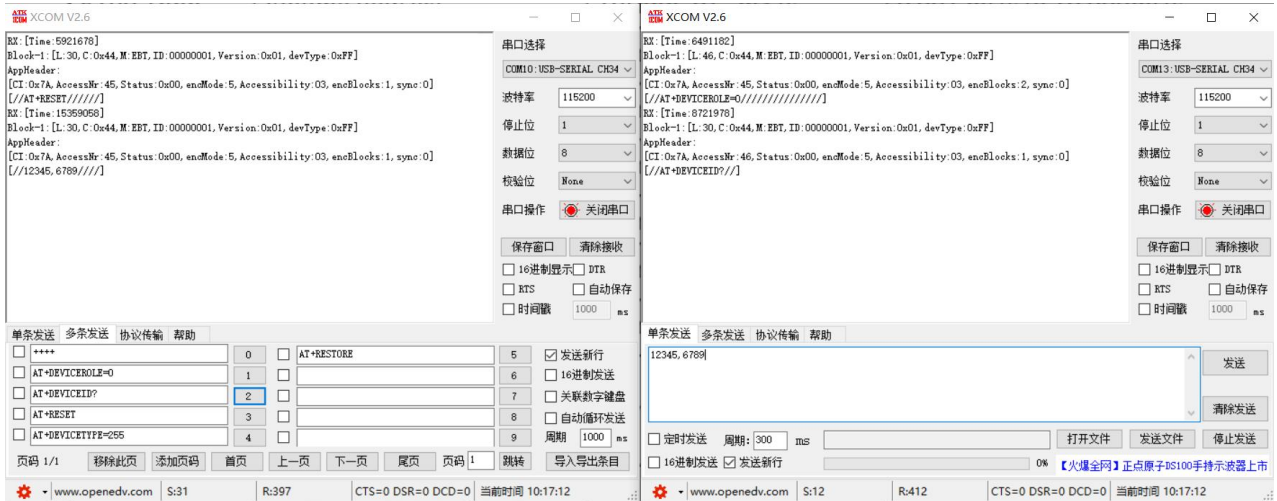 XCOM V2.6
RX:[Time:5921678]
Block-1:[L:30,C:0x44,M:EBT,ID:00000001,Version:0x01,devType:0xFF]
AppHeader:
[CI:0x7A,AccessNr:45,Status:0x00,encMode:5,Accessibility:03,encBlocks:1,sync:0]
[//AT+RESET//////]
RX:[Time:15359058]
Block-1:[L:30,C:0x44,M:EBT,ID:00000001,Version:0x01,devType:0xFF]
AppHeader:
[CI:0x7A,AccessNr:45,Status:0x00,encMode:5,Accessibility:03,encBlocks:1,sync:0]
[//12345,6789////]
串口选择
COM10:USB-SERIAL CH34
波特率 115200
停止位 1
数据位 8
校验位 None
串口操作 关闭串口
保存窗口 清除接收
16进制显示 DTR
RTS 自动保存
时间戳 1000 ms
单条发送 多条发送 协议传输 帮助
++++ 0 AT+RESTORE 5 发送新行
AT+DEVICEROLE=0 1 6 16进制发送
AT+DEVICEID? 2 7 关联数字键盘
AT+RESET 3 8 自动循环发送
AT+DEVICETYPE=255 4 9 周期 1000 ms
页码 1/1 移除此页 添加页码 首页 上一页 下一页 尾页 页码 1 跳转 导入导出条目
www.openedv.com S:31 R:397 CTS=0 DSR=0 DCD=0 当前时间 10:17:12
XCOM V2.6
RX:[Time:6491182]
Block-1:[L:46,C:0x44,M:EBT,ID:00000001,Version:0x01,devType:0xFF]
AppHeader:
[CI:0x7A,AccessNr:45,Status:0x00,encMode:5,Accessibility:03,encBlocks:2,sync:0]
[//AT+DEVICEROLE=0///////////////]
RX:[Time:8721978]
Block-1:[L:30,C:0x44,M:EBT,ID:00000001,Version:0x01,devType:0xFF]
AppHeader:
[CI:0x7A,AccessNr:46,Status:0x00,encMode:5,Accessibility:03,encBlocks:1,sync:0]
[//AT+DEVICEID?//]
串口选择
COM13:USB-SERIAL CH34
波特率 115200
停止位 1
数据位 8
校验位 None
串口操作 关闭串口
保存窗口 清除接收
16进制显示 DTR
RTS 自动保存
时间戳 1000 ms
单条发送 多条发送 协议传输 帮助
12345,6789
发送
清除发送
定时发送 周期: 300 ms 打开文件 发送文件 停止发送
16进制发送 发送新行 0% 【火爆全网】正点原子DS100手持示波器上市
www.openedv.com S:12 R:412 CTS=0 DSR=0 DCD=0 当前时间 10:17:12